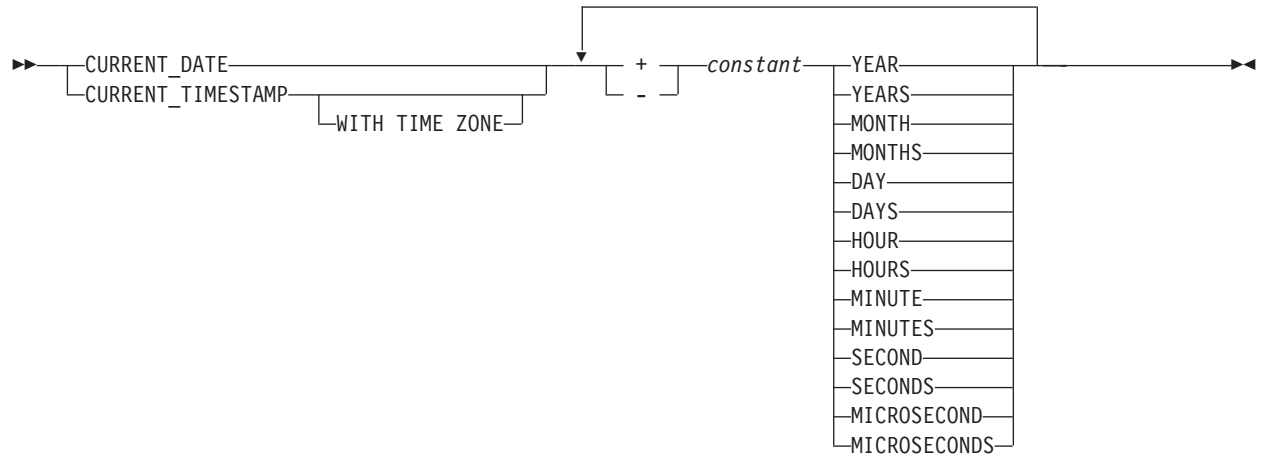 CURRENT_DATE + constant YEAR
CURRENT_TIMESTAMP - YEARS
WITH TIME ZONE MONTH
MONTHS
DAY
DAYS
HOUR
HOURS
MINUTE
MINUTES
SECOND
SECONDS
MICROSECOND
MICROSECONDS